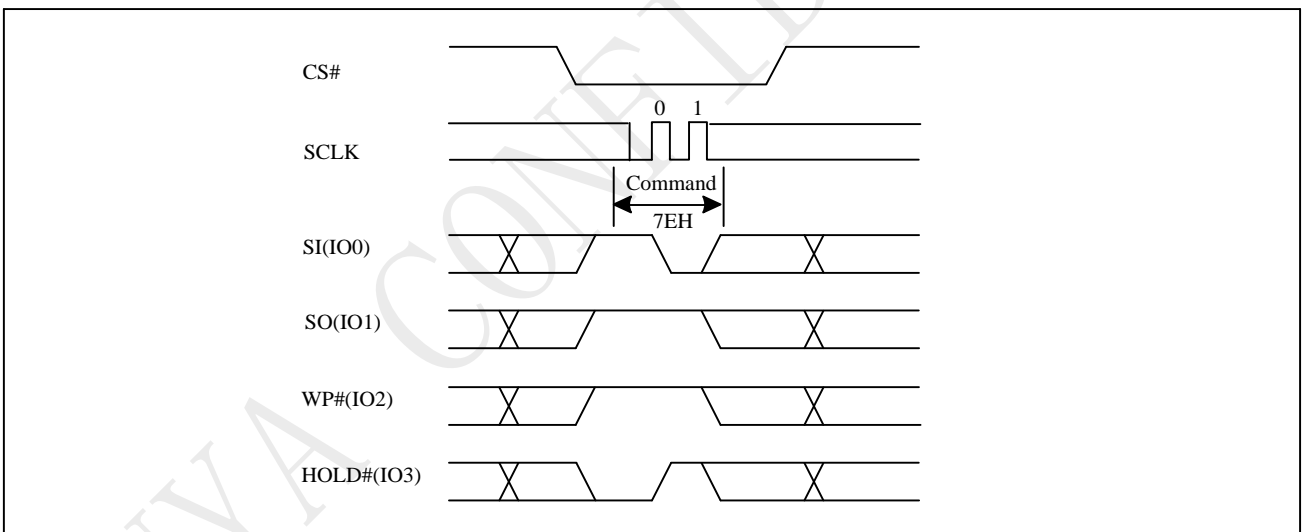 CS#
0 1
SCLK
Command
7EH
SI(IO0)
SO(IO1)
WP#(IO2)
HOLD#(IO3)